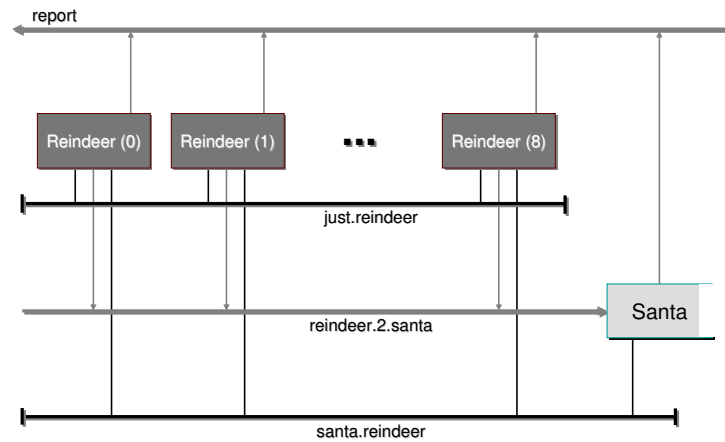 report
Reindeer (0)
Reindeer (1)
...
Reindeer (8)
just.reindeer
Santa
reindeer.2.santa
santa.reindeer